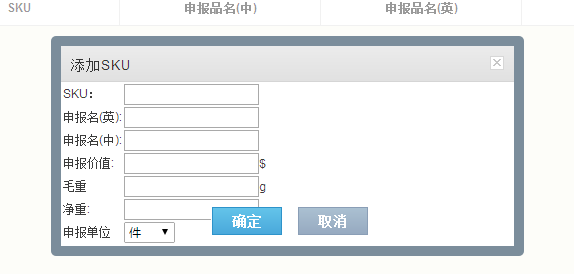 SKU 申报品名(中) 申报品名(英)
添加SKU
SKU：
申报名(英):
申报名(中):
申报价值: $
毛重 g
净重:
确定 取消
申报单位 件